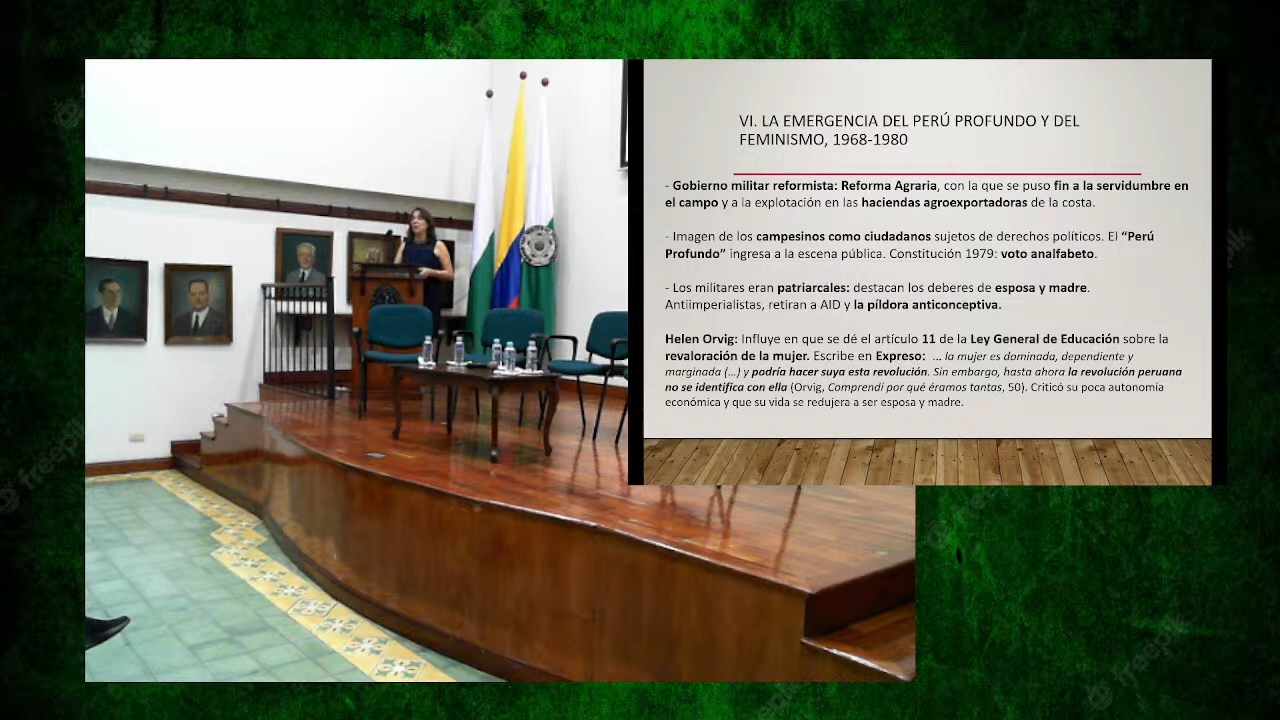 VI. LA EMERGENCIA DEL PERÚ PROFUNDO Y DEL
FEMINISMO, 1968-1980
- Gobierno militar reformista: Reforma Agraria, con la que se puso fin a la servidumbre en
el campo y a la explotación en las haciendas agroexportadoras de la costa.
- Imagen de los campesinos como ciudadanos sujetos de derechos políticos. El “Perú
Profundo” ingresa a la escena pública. Constitución 1979: voto analfabeto.
- Los militares eran patriarcales: destacan los deberes de esposa y madre.
Antiimperialistas, retiran a AID y la píldora anticonceptiva.
Helen Orvig: Influye en que se dé el artículo 11 de la Ley General de Educación sobre la
revaloración de la mujer. Escribe en Expreso: ... la mujer es dominada, dependiente y
marginada (...) y podría hacer suya esta revolución. Sin embargo, hasta ahora la revolución peruana
no se identifica con ella (Orvig, Comprendí por qué éramos tantas, 50). Criticó su poca autonomía
económica y que su vida se redujera a ser esposa y madre.
freepik
freepik
freepik